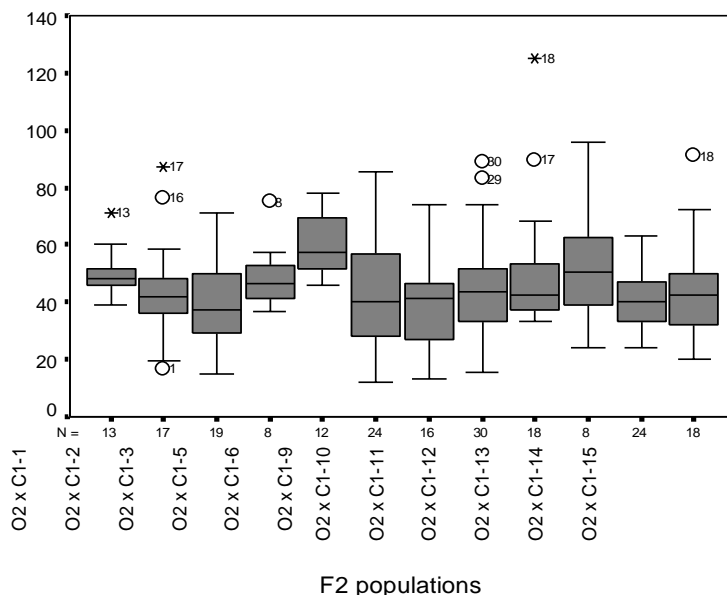 140
120
100
80
60
40
20
0
18
17
30
29
17
16
18
13
8
1
N = 13 17 19 8 12 24 16 30 18 8 24 18
O2 x C1-1
O2 x C1-2
O2 x C1-3
O2 x C1-5
O2 x C1-6
O2 x C1-9
O2 x C1-10
O2 x C1-11
O2 x C1-12
O2 x C1-13
O2 x C1-14
O2 x C1-15
F2 populations